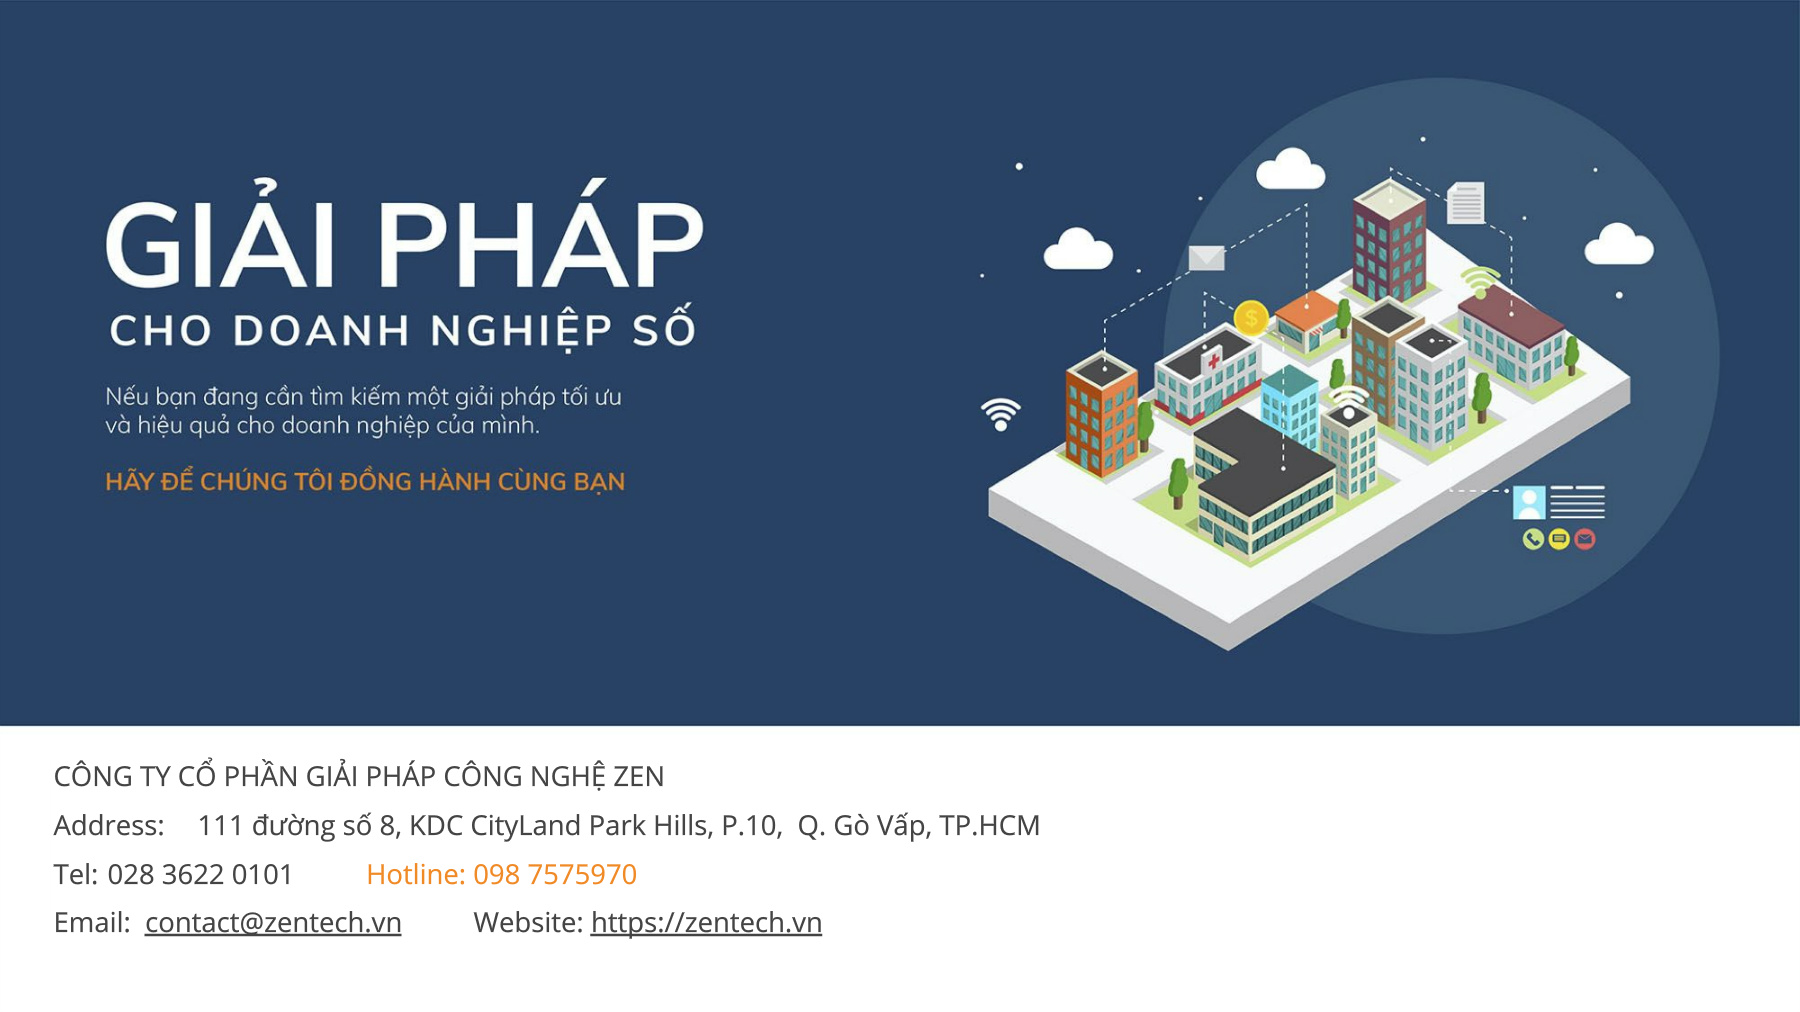 GIẢI PHÁP
CHO DOANH NGHIỆP SỐ
Nếu bạn đang cần tìm kiếm một giải pháp tối ưu
và hiệu quả cho doanh nghiệp của mình.
HÃY ĐỂ CHÚNG TÔI ĐỒNG HÀNH CÙNG BẠN
$
CÔNG TY CỔ PHẦN GIẢI PHÁP CÔNG NGHỆ ZEN
Address: 111 đường số 8, KDC CityLand Park Hills, P.10, Q. Gò Vấp, TP.HCM
Tel: 028 3622 0101 Hotline: 098 7575970
Email: contact@zentech.vn Website: https://zentech.vn